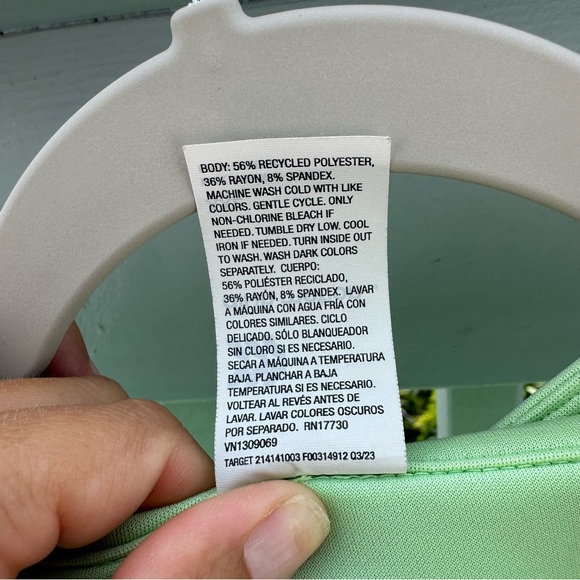 BODY: 56% RECYCLED POLYESTER,
36% RAYON, 8% SPANDEX.
MACHINE WASH COLD WITH LIKE
COLORS. GENTLE CYCLE. ONLY
NON-CHLORINE BLEACH IF
NEEDED. TUMBLE DRY LOW. COOL
IRON IF NEEDED. TURN INSIDE OUT
TO WASH. WASH DARK COLORS
SEPARATELY. CUERPO:
56% POLIÉSTER RECICLADO,
36% RAYÓN, 8% SPANDEX. LAVAR
A MÁQUINA CON AGUA FRÍA CON
COLORES SIMILARES. CICLO
DELICADO. SÓLO BLANQUEADOR
SIN CLORO SI ES NECESARIO.
SECAR A MÁQUINA A TEMPERATURA
BAJA. PLANCHAR A BAJA
TEMPERATURA SI ES NECESARIO.
VOLTEAR AL REVÉS ANTES DE
LAVAR. LAVAR COLORES OSCUROS
POR SEPARADO. RN17730
VN1309069
TARGET 214141003 F00314912 Q3/23